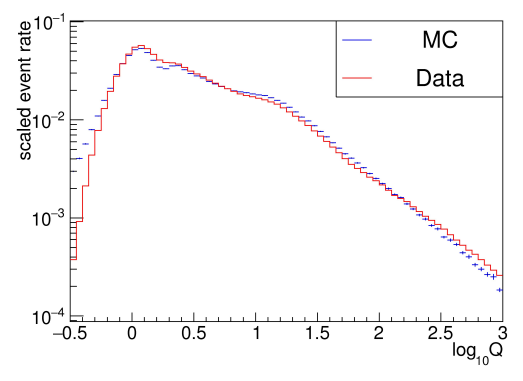 scaled event rate
10⁻¹
10⁻²
10⁻³
10⁻⁴
MC
Data
−0.5 0 0.5 1 1.5 2 2.5 3
log₁₀Q